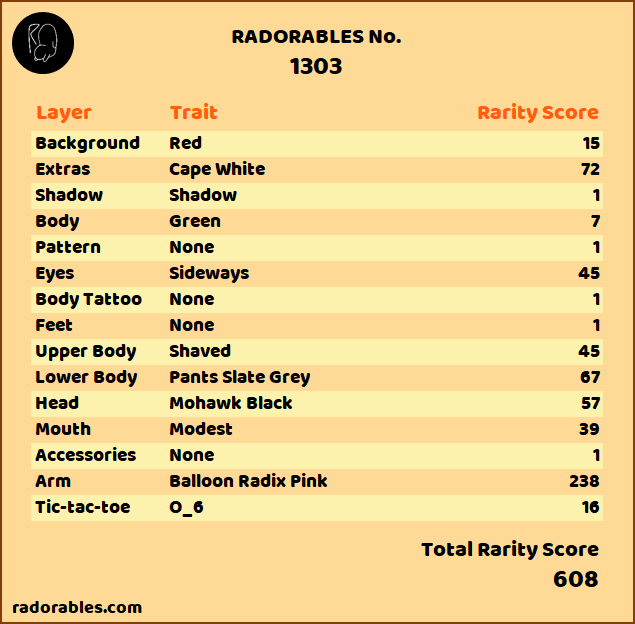 RADORABLES No.
1303
Layer Trait Rarity Score
Background Red 15
Extras Cape White 72
Shadow Shadow 1
Body Green 7
Pattern None 1
Eyes Sideways 45
Body Tattoo None 1
Feet None 1
Upper Body Shaved 45
Lower Body Pants Slate Grey 67
Head Mohawk Black 57
Mouth Modest 39
Accessories None 1
Arm Balloon Radix Pink 238
Tic-tac-toe O_6 16
Total Rarity Score
608
radorables.com